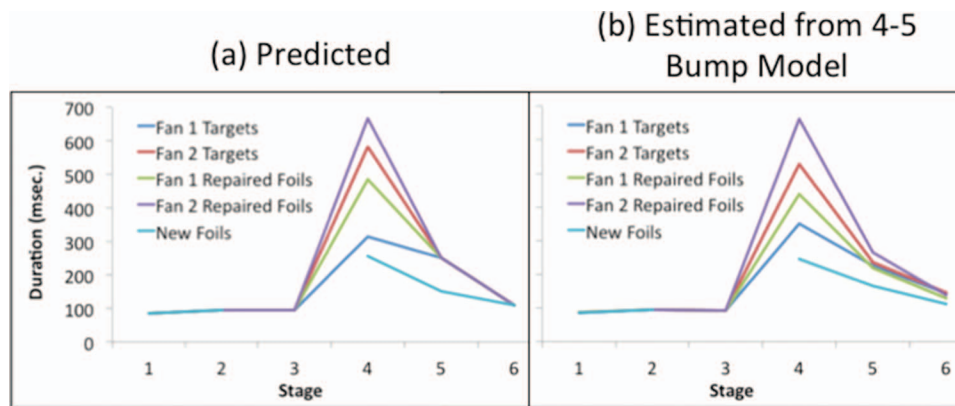 (a) Predicted
(b) Estimated from 4-5
Bump Model
Duration (msec.)
700
600
500
400
300
200
100
0
Fan 1 Targets
Fan 2 Targets
Fan 1 Repaired Foils
Fan 2 Repaired Foils
New Foils
1 2 3 4 5 6
Stage
Fan 1 Targets
Fan 2 Targets
Fan 1 Repaired Foils
Fan 2 Repaired Foils
New Foils
1 2 3 4 5 6
Stage